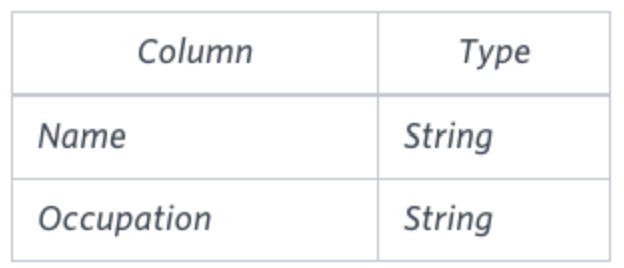 Column Type
Name String
Occupation String